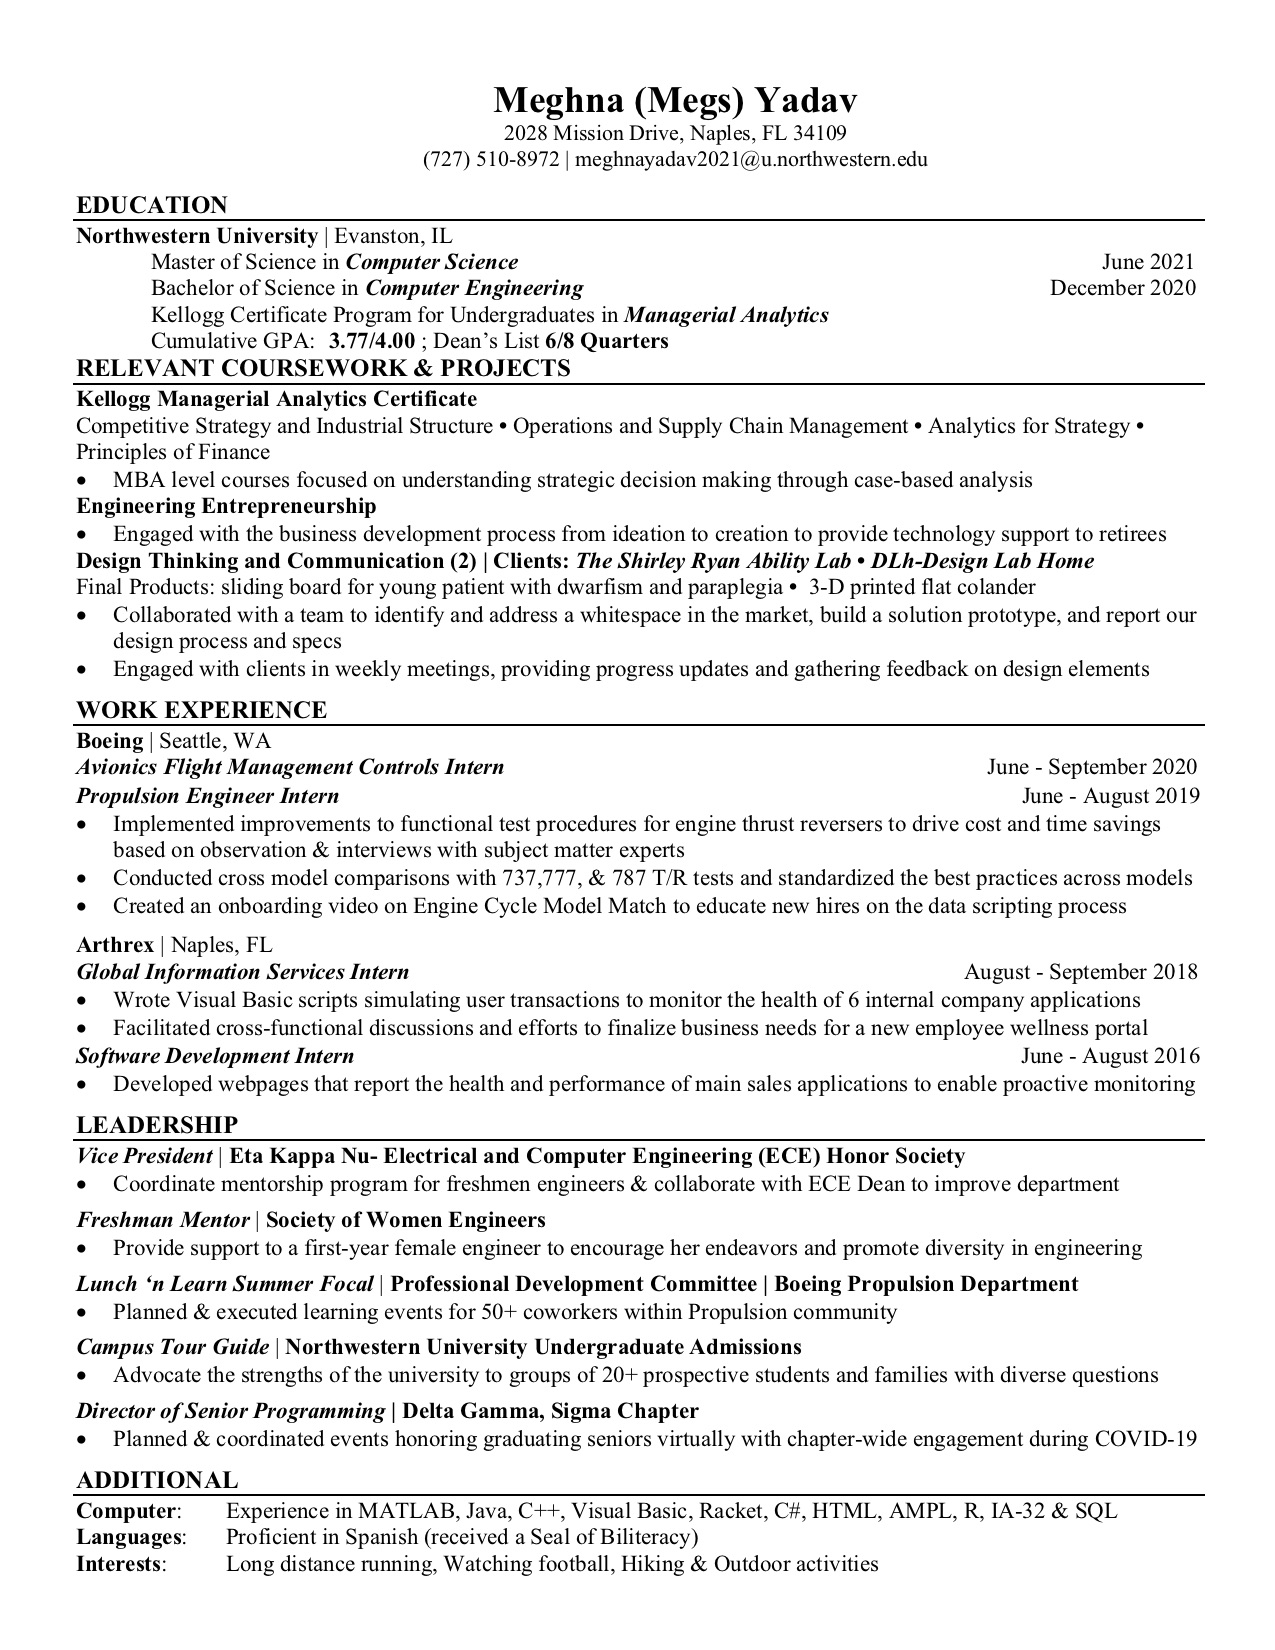 Meghna (Megs) Yadav
2028 Mission Drive, Naples, FL 34109
(727) 510-8972 | meghnayadav2021@u.northwestern.edu
EDUCATION
Northwestern University | Evanston, IL
Master of Science in Computer Science June 2021
Bachelor of Science in Computer Engineering December 2020
Kellogg Certificate Program for Undergraduates in Managerial Analytics
Cumulative GPA: 3.77/4.00 ; Dean’s List 6/8 Quarters
RELEVANT COURSEWORK & PROJECTS
Kellogg Managerial Analytics Certificate
Competitive Strategy and Industrial Structure • Operations and Supply Chain Management • Analytics for Strategy •
Principles of Finance
• MBA level courses focused on understanding strategic decision making through case-based analysis
Engineering Entrepreneurship
• Engaged with the business development process from ideation to creation to provide technology support to retirees
Design Thinking and Communication (2) | Clients: The Shirley Ryan Ability Lab • DLh-Design Lab Home
Final Products: sliding board for young patient with dwarfism and paraplegia • 3-D printed flat colander
• Collaborated with a team to identify and address a whitespace in the market, build a solution prototype, and report our
design process and specs
• Engaged with clients in weekly meetings, providing progress updates and gathering feedback on design elements
WORK EXPERIENCE
Boeing | Seattle, WA
Avionics Flight Management Controls Intern June - September 2020
Propulsion Engineer Intern June - August 2019
• Implemented improvements to functional test procedures for engine thrust reversers to drive cost and time savings
based on observation & interviews with subject matter experts
• Conducted cross model comparisons with 737,777, & 787 T/R tests and standardized the best practices across models
• Created an onboarding video on Engine Cycle Model Match to educate new hires on the data scripting process
Arthrex | Naples, FL
Global Information Services Intern August - September 2018
• Wrote Visual Basic scripts simulating user transactions to monitor the health of 6 internal company applications
• Facilitated cross-functional discussions and efforts to finalize business needs for a new employee wellness portal
Software Development Intern June - August 2016
• Developed webpages that report the health and performance of main sales applications to enable proactive monitoring
LEADERSHIP
Vice President | Eta Kappa Nu- Electrical and Computer Engineering (ECE) Honor Society
• Coordinate mentorship program for freshmen engineers & collaborate with ECE Dean to improve department
Freshman Mentor | Society of Women Engineers
• Provide support to a first-year female engineer to encourage her endeavors and promote diversity in engineering
Lunch ‘n Learn Summer Focal | Professional Development Committee | Boeing Propulsion Department
• Planned & executed learning events for 50+ coworkers within Propulsion community
Campus Tour Guide | Northwestern University Undergraduate Admissions
• Advocate the strengths of the university to groups of 20+ prospective students and families with diverse questions
Director of Senior Programming | Delta Gamma, Sigma Chapter
• Planned & coordinated events honoring graduating seniors virtually with chapter-wide engagement during COVID-19
ADDITIONAL
Computer: Experience in MATLAB, Java, C++, Visual Basic, Racket, C#, HTML, AMPL, R, IA-32 & SQL
Languages: Proficient in Spanish (received a Seal of Biliteracy)
Interests: Long distance running, Watching football, Hiking & Outdoor activities